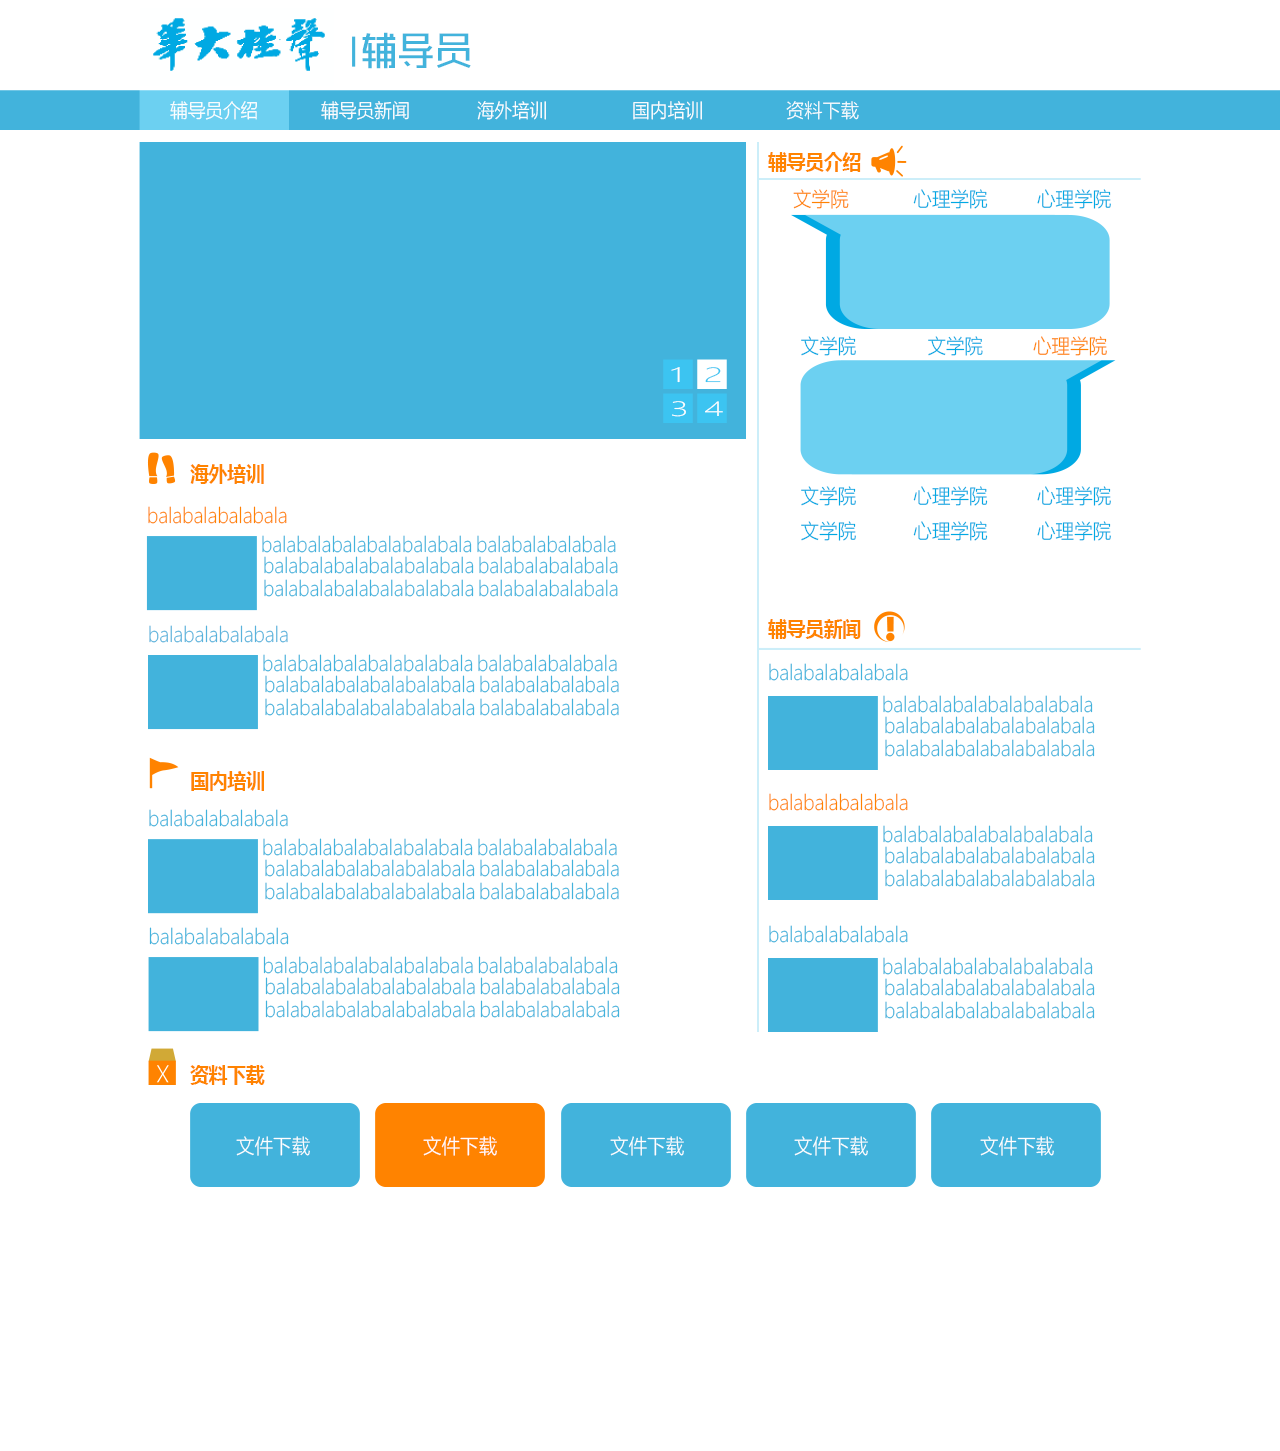 華大桂聲 |辅导员
辅导员介绍 辅导员新闻 海外培训 国内培训 资料下载
1 2
3 4
海外培训
balabalabalabala
balabalabalabalabalabala balabalabalabala
balabalabalabalabalabala balabalabalabala
balabalabalabalabalabala balabalabalabala
balabalabalabala
balabalabalabalabalabala balabalabalabala
balabalabalabalabalabala balabalabalabala
balabalabalabalabalabala balabalabalabala
国内培训
balabalabalabala
balabalabalabalabalabala balabalabalabala
balabalabalabalabalabala balabalabalabala
balabalabalabalabalabala balabalabalabala
balabalabalabala
balabalabalabalabalabala balabalabalabala
balabalabalabalabalabala balabalabalabala
balabalabalabalabalabala balabalabalabala
辅导员介绍
文学院 心理学院 心理学院
文学院 文学院 心理学院
文学院 心理学院 心理学院
文学院 心理学院 心理学院
辅导员新闻
balabalabalabala
balabalabalabalabalabala
balabalabalabalabalabala
balabalabalabalabalabala
balabalabalabala
balabalabalabalabalabala
balabalabalabalabalabala
balabalabalabalabalabala
balabalabalabala
balabalabalabalabalabala
balabalabalabalabalabala
balabalabalabalabalabala
资料下载
文件下载 文件下载 文件下载 文件下载 文件下载